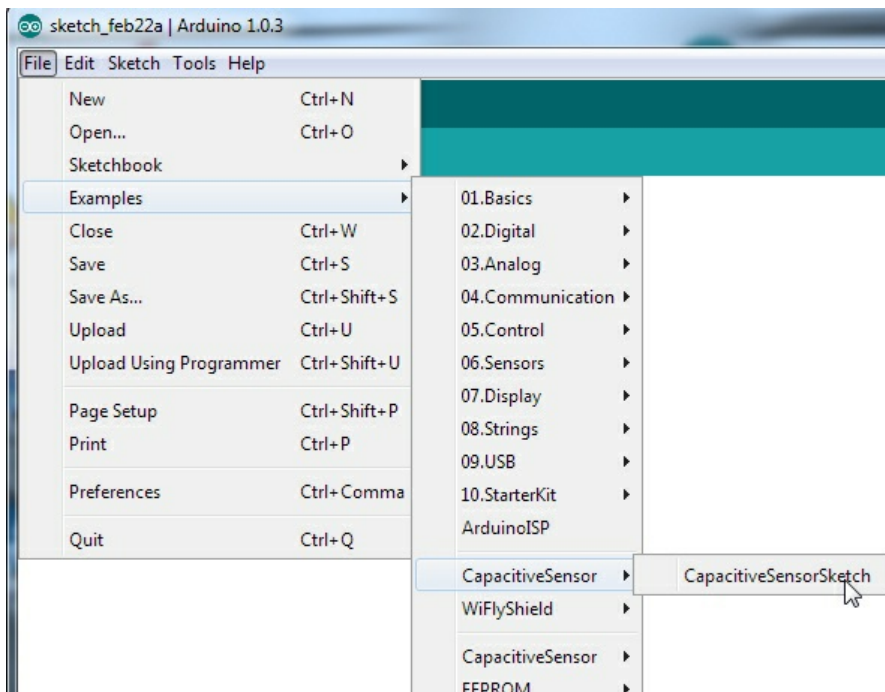 sketch_feb22a | Arduino 1.0.3
File Edit Sketch Tools Help
New Ctrl+N
Open... Ctrl+O
Sketchbook
Examples
Close Ctrl+W
Save Ctrl+S
Save As... Ctrl+Shift+S
Upload Ctrl+U
Upload Using Programmer Ctrl+Shift+U
Page Setup Ctrl+Shift+P
Print Ctrl+P
Preferences Ctrl+Comma
Quit Ctrl+Q
01.Basics
02.Digital
03.Analog
04.Communication
05.Control
06.Sensors
07.Display
08.Strings
09.USB
10.StarterKit
ArduinoISP
CapacitiveSensor
WiFlyShield
CapacitiveSensor
EEPROM
CapacitiveSensorSketch